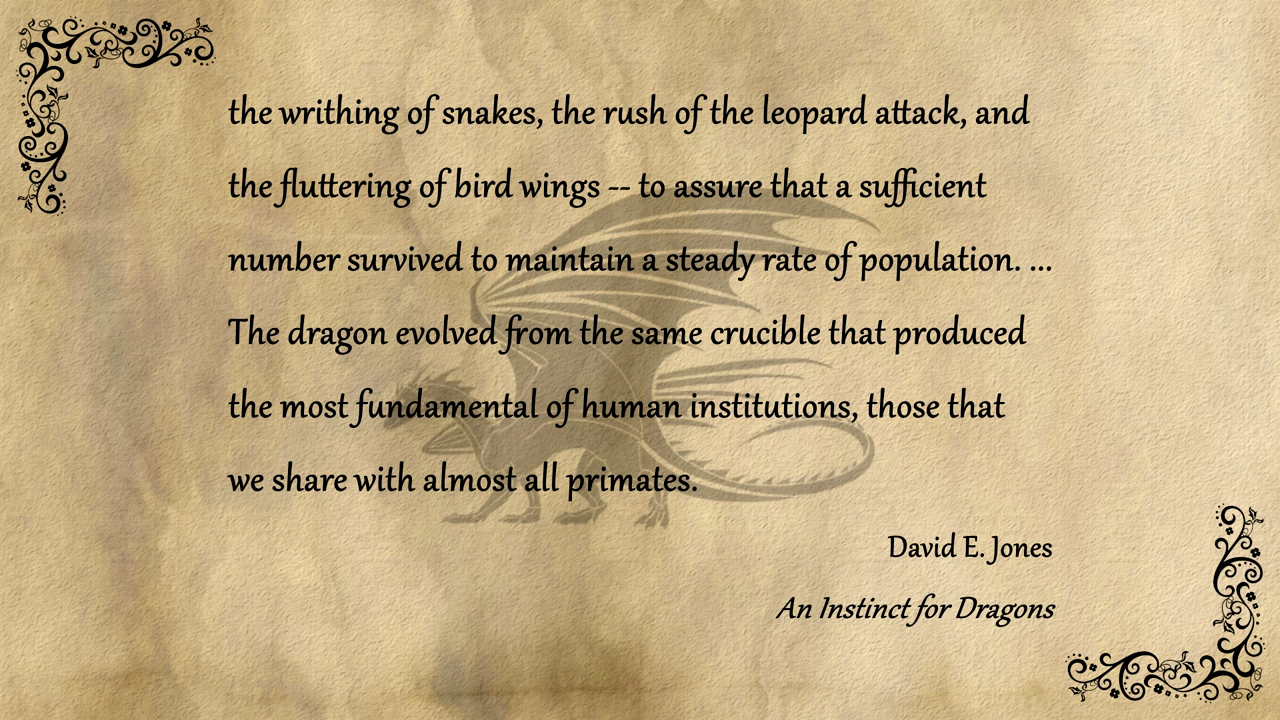 the writhing of snakes, the rush of the leopard attack, and
the fluttering of bird wings -- to assure that a sufficient
number survived to maintain a steady rate of population. ...
The dragon evolved from the same crucible that produced
the most fundamental of human institutions, those that
we share with almost all primates.
David E. Jones
An Instinct for Dragons